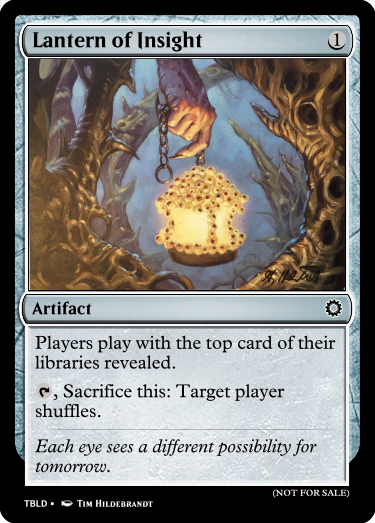 Lantern of Insight 1
Artifact
Players play with the top card of their
libraries revealed.
, Sacrifice this: Target player
shuffles.
Each eye sees a different possibility for
tomorrow.
(NOT FOR SALE)
TBLD • Tim Hildebrandt